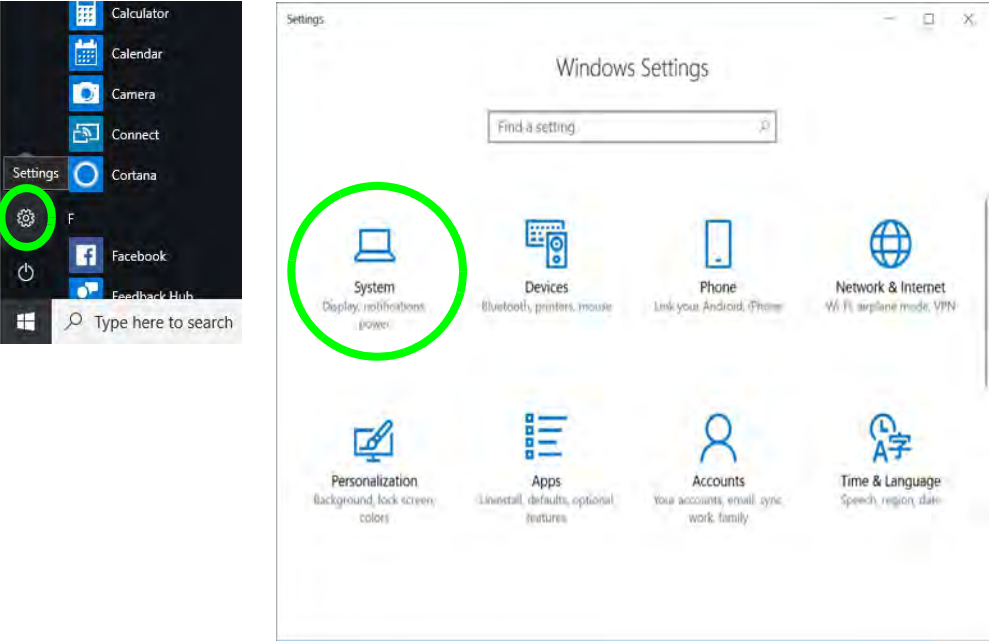 Calculator
Calendar
Camera
Connect
Settings
Cortana
F
Facebook
Feedback Hub
Type here to search
Settings
Windows Settings
Find a setting
System
Display, notifications,
power
Devices
Bluetooth, printers, mouse
Phone
Link your Android, iPhone
Network & Internet
Wi-Fi, airplane mode, VPN
Personalization
Background, lock screen,
colors
Apps
Uninstall, defaults, optional
features
Accounts
Your accounts, email, sync,
work, family
Time & Language
Speech, region, date